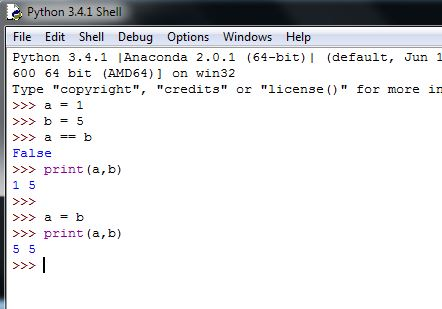 Python 3.4.1 Shell
File Edit Shell Debug Options Windows Help
Python 3.4.1 |Anaconda 2.0.1 (64-bit)| (default, Jun 1
600 64 bit (AMD64)] on win32
Type "copyright", "credits" or "license()" for more in
>>> a = 1
>>> b = 5
>>> a == b
False
>>> print(a,b)
1 5
>>>
>>> a = b
>>> print(a,b)
5 5
>>>